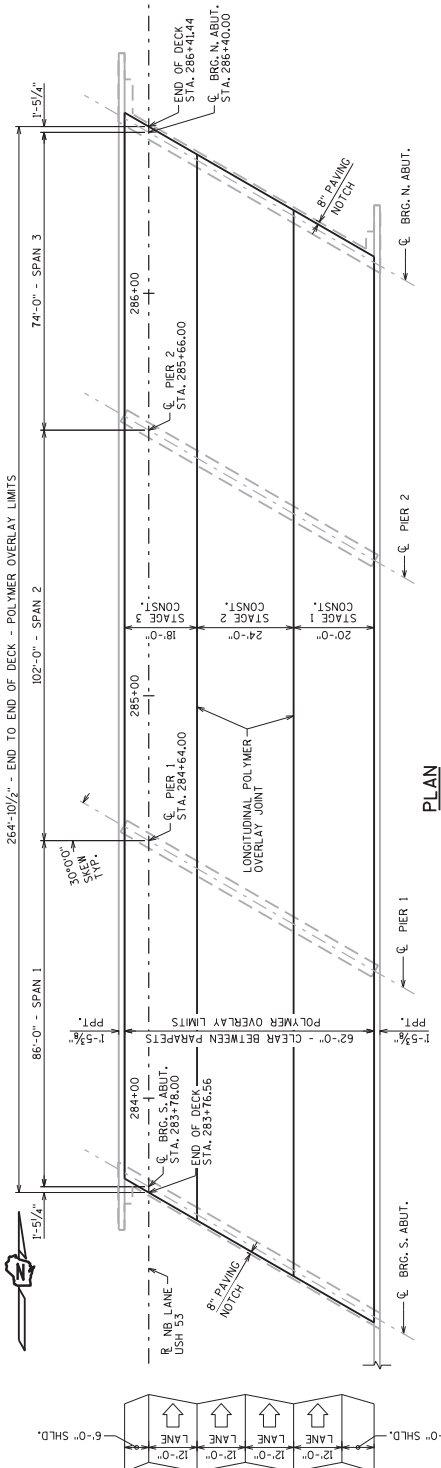 264'-10½" - END TO END OF DECK - POLYMER OVERLAY LIMITS
1'-5¼"
86'-0" - SPAN 1
102'-0" - SPAN 2
74'-0" - SPAN 3
1'-5¼"
N
℄ BRG. S. ABUT.
STA. 283+78.00
END OF DECK
STA. 283+76.56
284+00
30°0'0"
SKEW
TYP.
℄ PIER 1
STA. 284+64.00
285+00
℄ PIER 2
STA. 285+66.00
286+00
END OF DECK
STA. 286+41.44
℄ BRG. N. ABUT.
STA. 286+40.00
1'-5⅜"
PPT.
62'-0" - CLEAR BETWEEN PARAPETS
POLYMER OVERLAY LIMITS
1'-5⅜"
PPT.
18'-0"
STAGE 3
CONST.
24'-0"
STAGE 2
CONST.
20'-0"
STAGE 1
CONST.
LONGITUDINAL POLYMER
OVERLAY JOINT
NB LANE
USH 53
8" PAVING
NOTCH
8" PAVING
NOTCH
6'-0" SHLD.
12'-0"
LANE
12'-0"
LANE
12'-0"
LANE
12'-0"
LANE
-0" SHLD.
℄ BRG. S. ABUT.
℄ PIER 1
℄ PIER 2
℄ BRG. N. ABUT.
PLAN